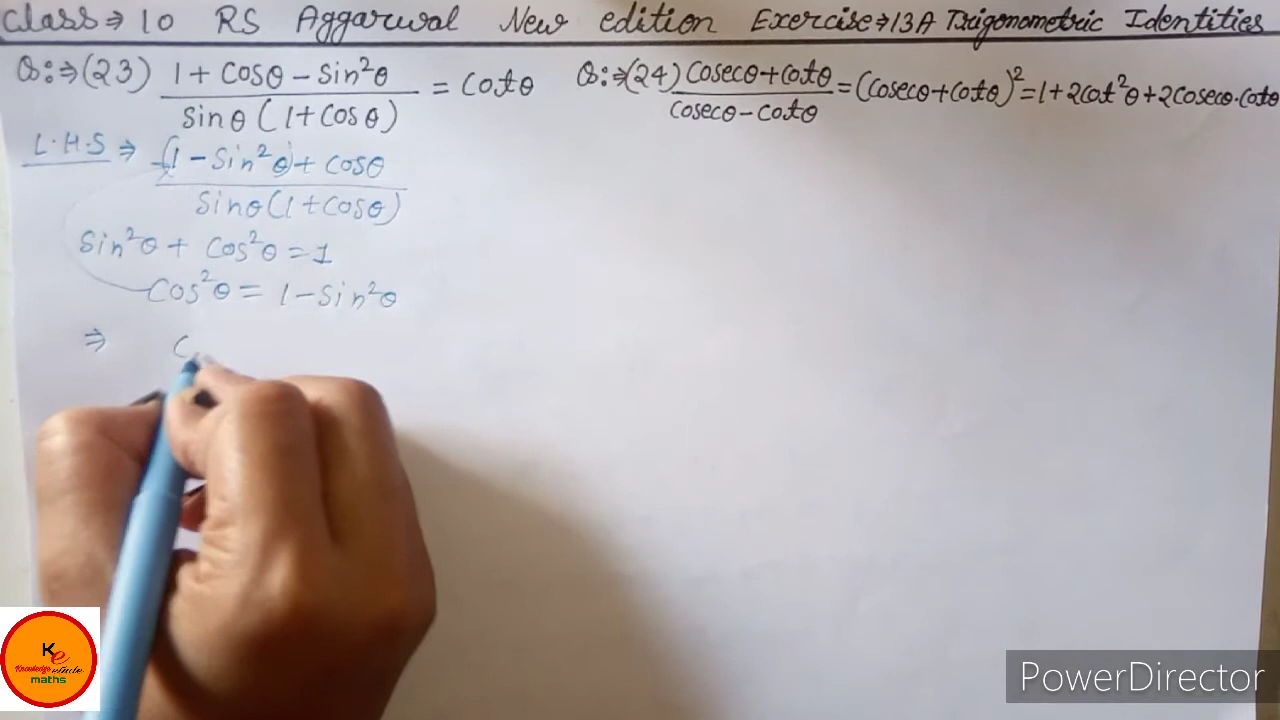 Class⇒10 RS Aggarwal New edition Exercise⇒13A Trigonometric Identities
Q:⇒(23) 1 + Cosθ - Sin²θ / Sinθ (1 + Cosθ) = Cotθ
L.H.S ⇒ (1 - Sin²θ) + Cosθ / Sinθ (1 + Cosθ)
Sin²θ + Cos²θ = 1
Cos²θ = 1 - Sin²θ
⇒
Q:⇒(24) Cosecθ + Cotθ / Cosecθ - Cotθ = (Cosecθ + Cotθ)² = 1 + 2Cot²θ + 2Cosecθ.Cotθ
Ke
Knowledge
maths
PowerDirector